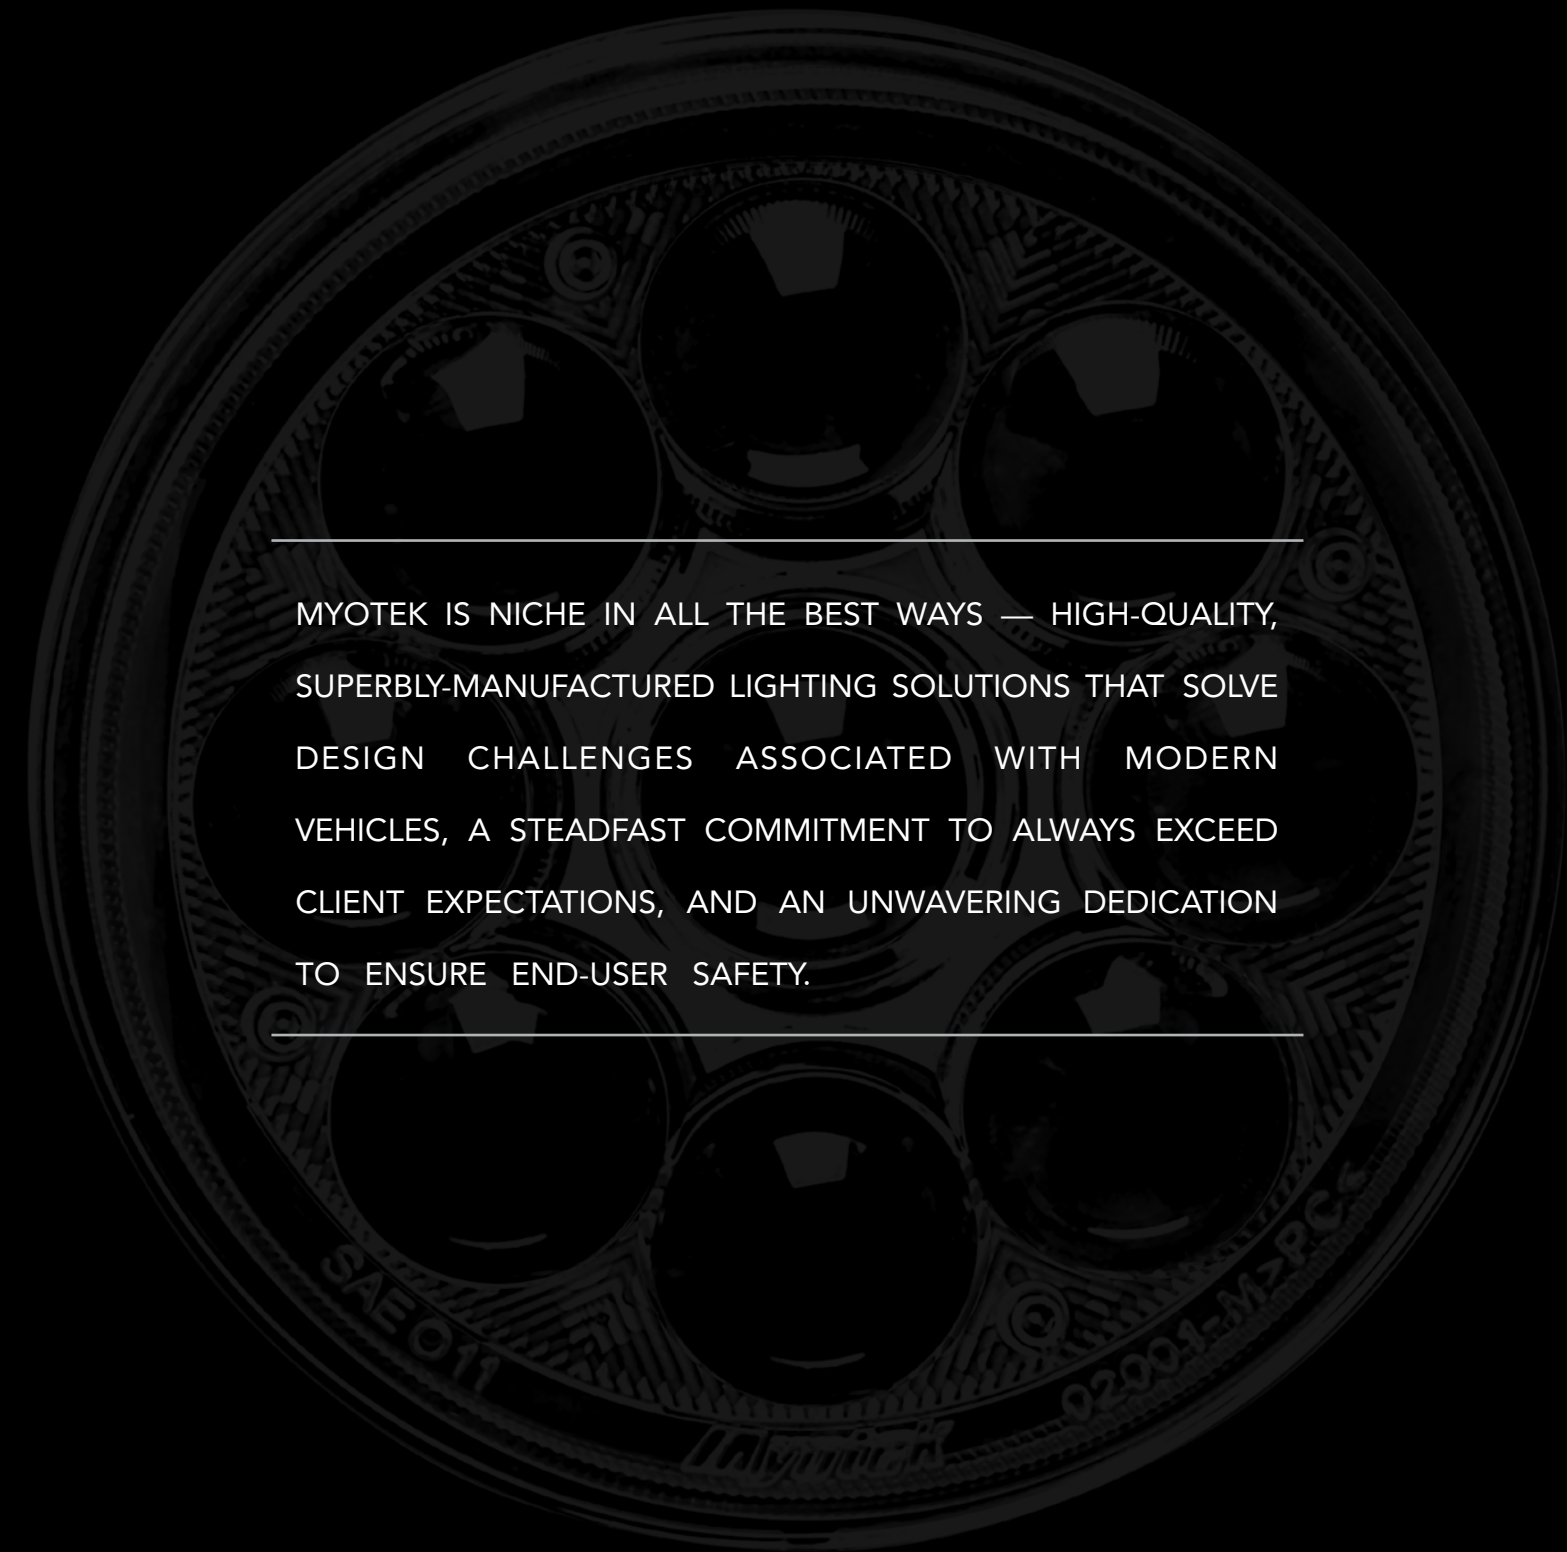 MYOTEK IS NICHE IN ALL THE BEST WAYS — HIGH-QUALITY,
SUPERBLY-MANUFACTURED LIGHTING SOLUTIONS THAT SOLVE
DESIGN CHALLENGES ASSOCIATED WITH MODERN
VEHICLES, A STEADFAST COMMITMENT TO ALWAYS EXCEED
CLIENT EXPECTATIONS, AND AN UNWAVERING DEDICATION
TO ENSURE END-USER SAFETY.
SAE O 11
02001-M>PC<